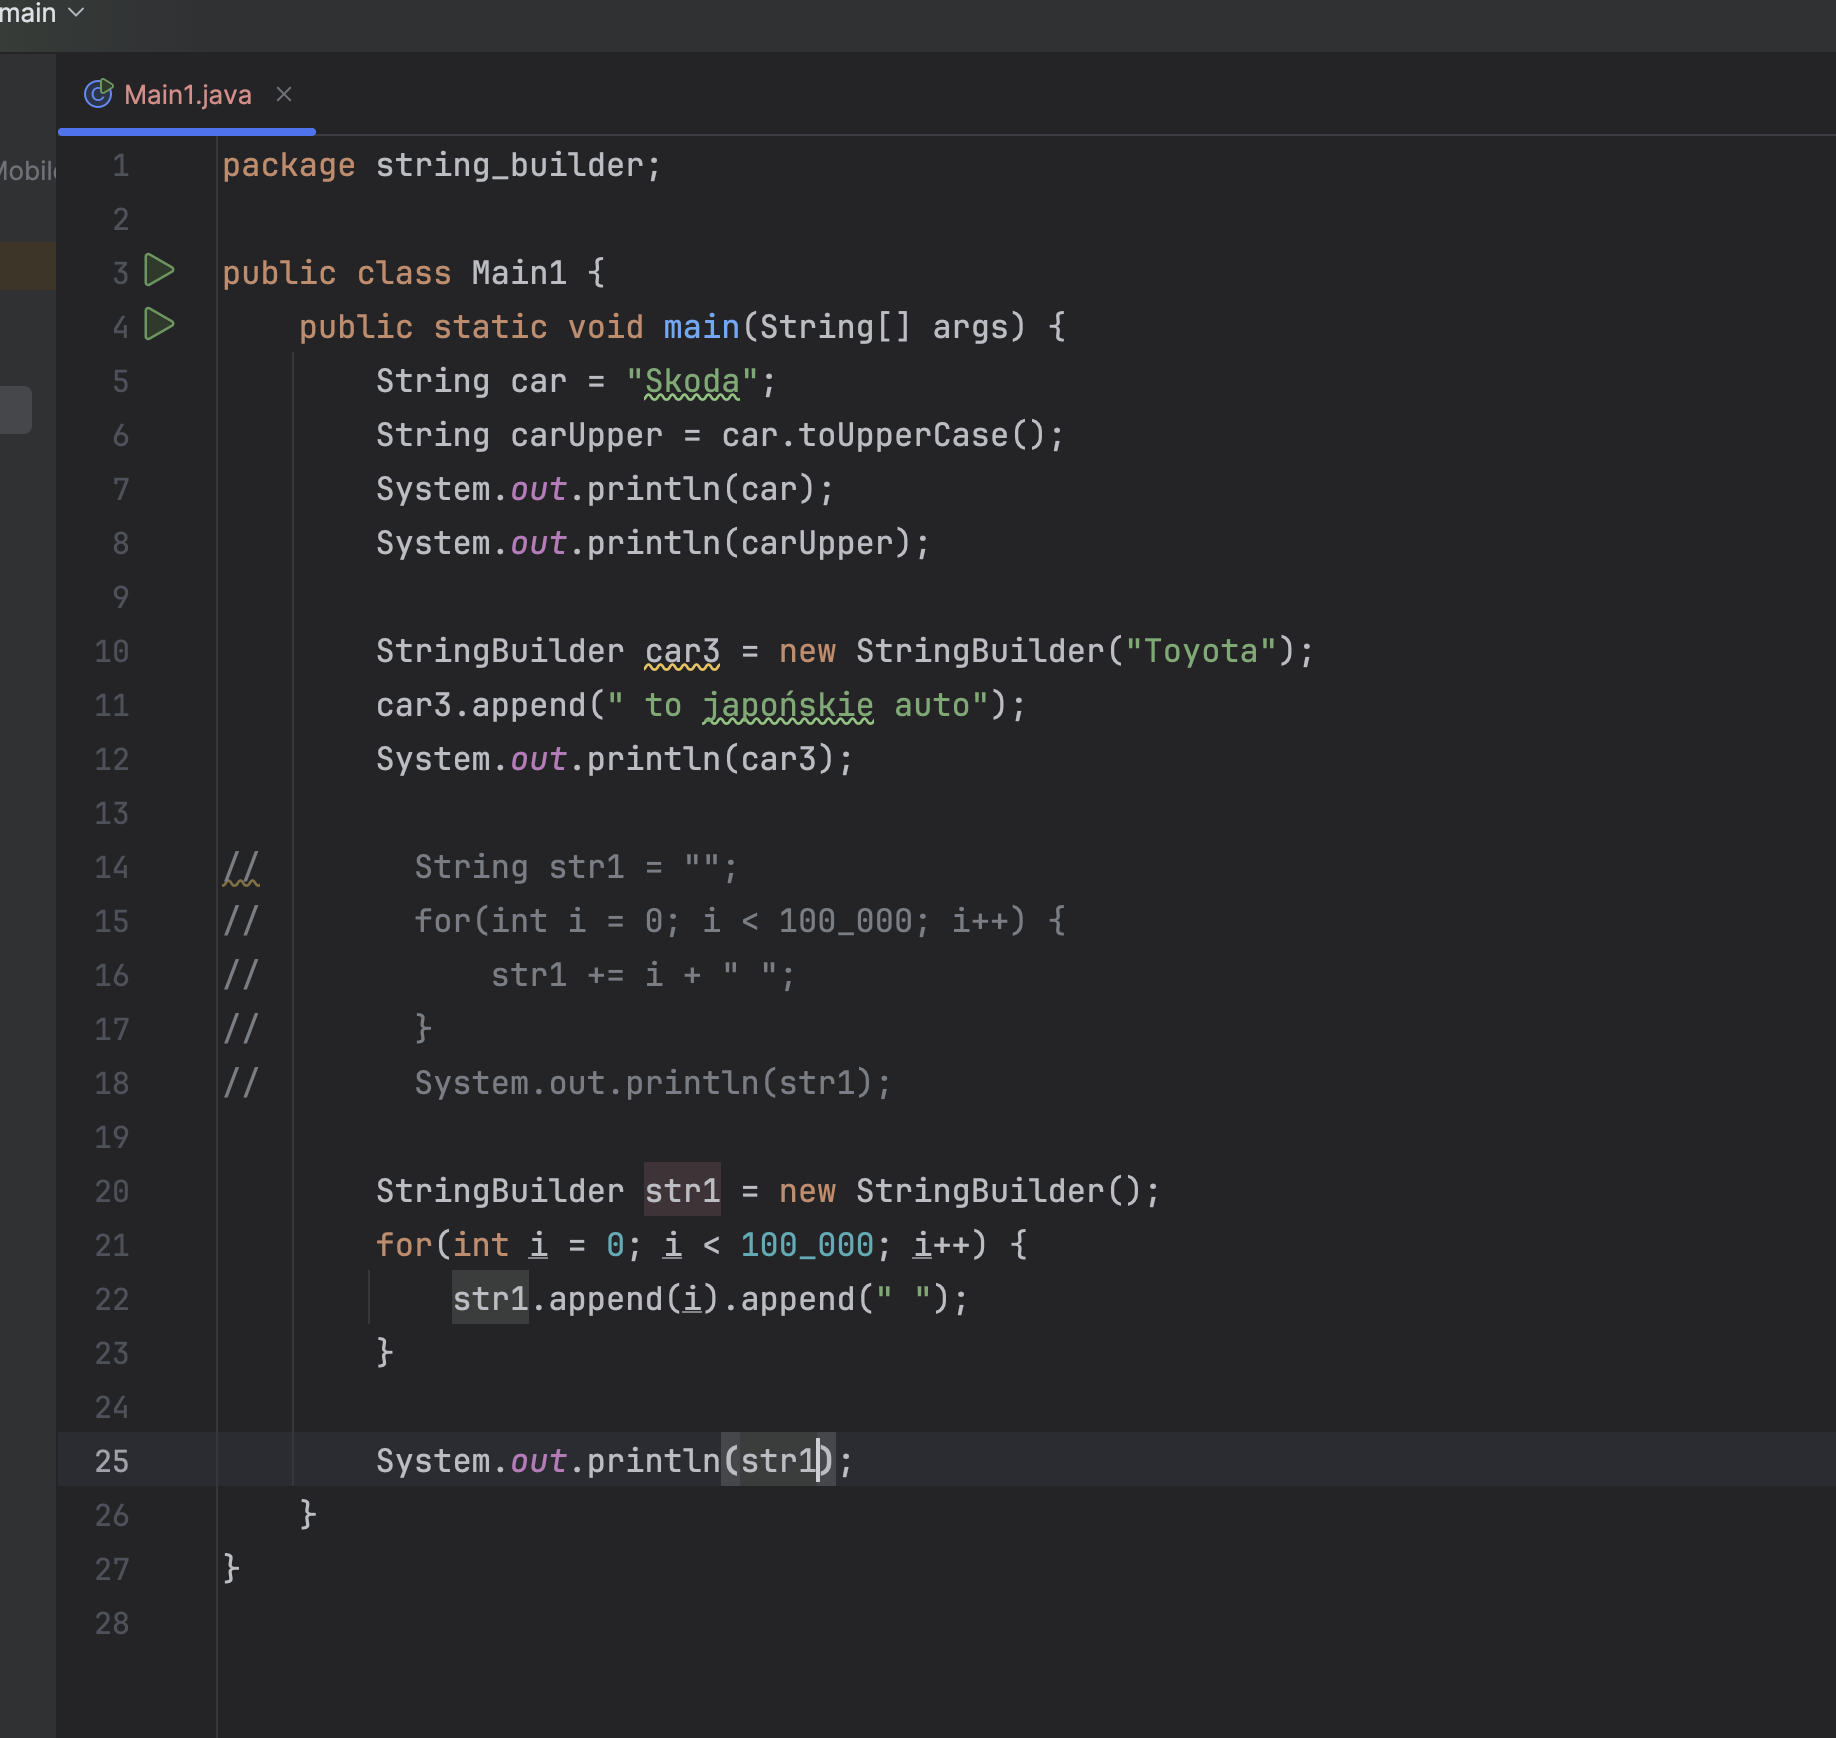 main
Main1.java
Mobil
1 package string_builder;
2
3 public class Main1 {
4     public static void main(String[] args) {
5         String car = "Skoda";
6         String carUpper = car.toUpperCase();
7         System.out.println(car);
8         System.out.println(carUpper);
9
10         StringBuilder car3 = new StringBuilder("Toyota");
11         car3.append(" to japońskie auto");
12         System.out.println(car3);
13
14 //        String str1 = "";
15 //        for(int i = 0; i < 100_000; i++) {
16 //            str1 += i + " ";
17 //        }
18 //        System.out.println(str1);
19
20         StringBuilder str1 = new StringBuilder();
21         for(int i = 0; i < 100_000; i++) {
22             str1.append(i).append(" ");
23         }
24
25         System.out.println(str1);
26     }
27 }
28